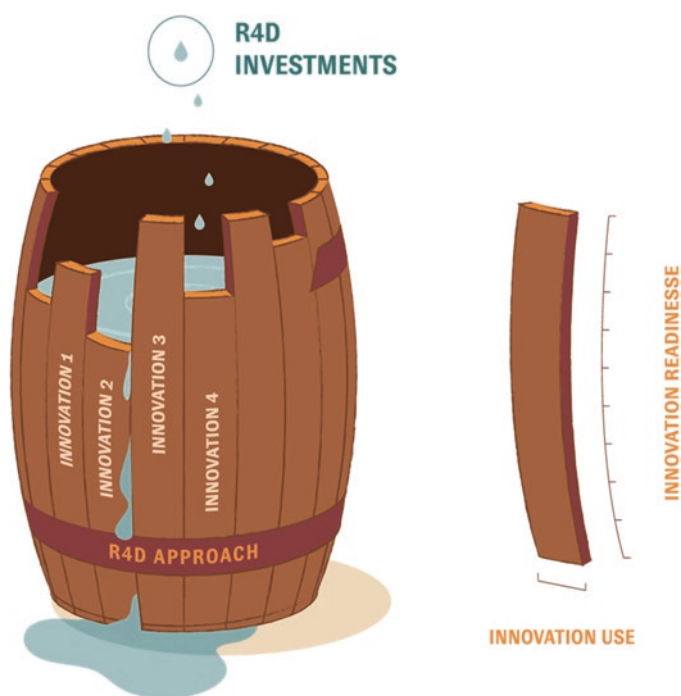 R4D
INVESTMENTS
INNOVATION 1
INNOVATION 2
INNOVATION 3
INNOVATION 4
R4D APPROACH
INNOVATION READINESSE
INNOVATION USE